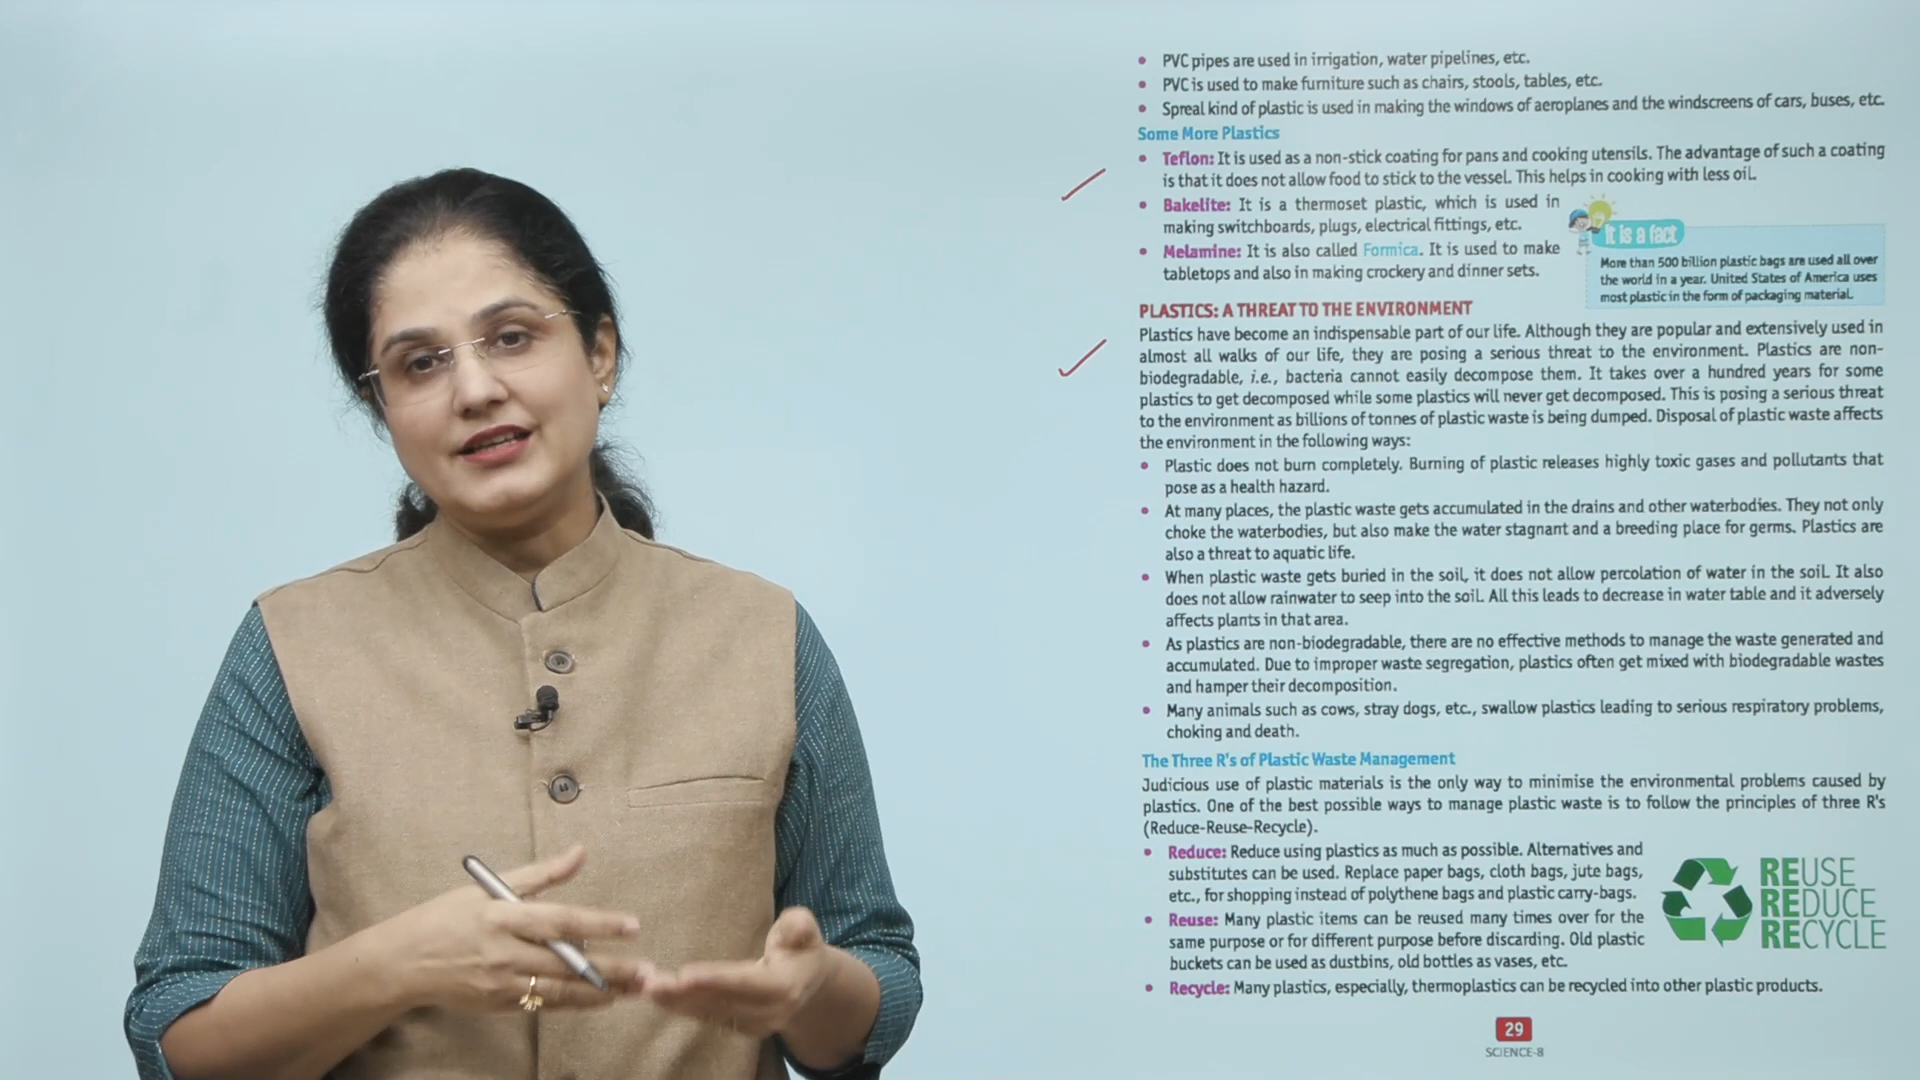 PVC pipes are used in irrigation, water pipelines, etc.
PVC is used to make furniture such as chairs, stools, tables, etc.
Spreal kind of plastic is used in making the windows of aeroplanes and the windscreens of cars, buses, etc.
Some More Plastics
Teflon: It is used as a non-stick coating for pans and cooking utensils. The advantage of such a coating
is that it does not allow food to stick to the vessel. This helps in cooking with less oil.
Bakelite: It is a thermoset plastic, which is used in
making switchboards, plugs, electrical fittings, etc.
Melamine: It is also called Formica. It is used to make
tabletops and also in making crockery and dinner sets.
It is a fact
More than 500 billion plastic bags are used all over
the world in a year. United States of America uses
most plastic in the form of packaging material.
PLASTICS: A THREAT TO THE ENVIRONMENT
Plastics have become an indispensable part of our life. Although they are popular and extensively used in
almost all walks of our life, they are posing a serious threat to the environment. Plastics are non-
biodegradable, i.e., bacteria cannot easily decompose them. It takes over a hundred years for some
plastics to get decomposed while some plastics will never get decomposed. This is posing a serious threat
to the environment as billions of tonnes of plastic waste is being dumped. Disposal of plastic waste affects
the environment in the following ways:
Plastic does not burn completely. Burning of plastic releases highly toxic gases and pollutants that
pose as a health hazard.
At many places, the plastic waste gets accumulated in the drains and other waterbodies. They not only
choke the waterbodies, but also make the water stagnant and a breeding place for germs. Plastics are
also a threat to aquatic life.
When plastic waste gets buried in the soil, it does not allow percolation of water in the soil. It also
does not allow rainwater to seep into the soil. All this leads to decrease in water table and it adversely
affects plants in that area.
As plastics are non-biodegradable, there are no effective methods to manage the waste generated and
accumulated. Due to improper waste segregation, plastics often get mixed with biodegradable wastes
and hamper their decomposition.
Many animals such as cows, stray dogs, etc., swallow plastics leading to serious respiratory problems,
choking and death.
The Three R's of Plastic Waste Management
Judicious use of plastic materials is the only way to minimise the environmental problems caused by
plastics. One of the best possible ways to manage plastic waste is to follow the principles of three R's
(Reduce-Reuse-Recycle).
Reduce: Reduce using plastics as much as possible. Alternatives and
substitutes can be used. Replace paper bags, cloth bags, jute bags,
etc., for shopping instead of polythene bags and plastic carry-bags.
Reuse: Many plastic items can be reused many times over for the
same purpose or for different purpose before discarding. Old plastic
buckets can be used as dustbins, old bottles as vases, etc.
Recycle: Many plastics, especially, thermoplastics can be recycled into other plastic products.
REUSE
REDUCE
RECYCLE
29
SCIENCE-8